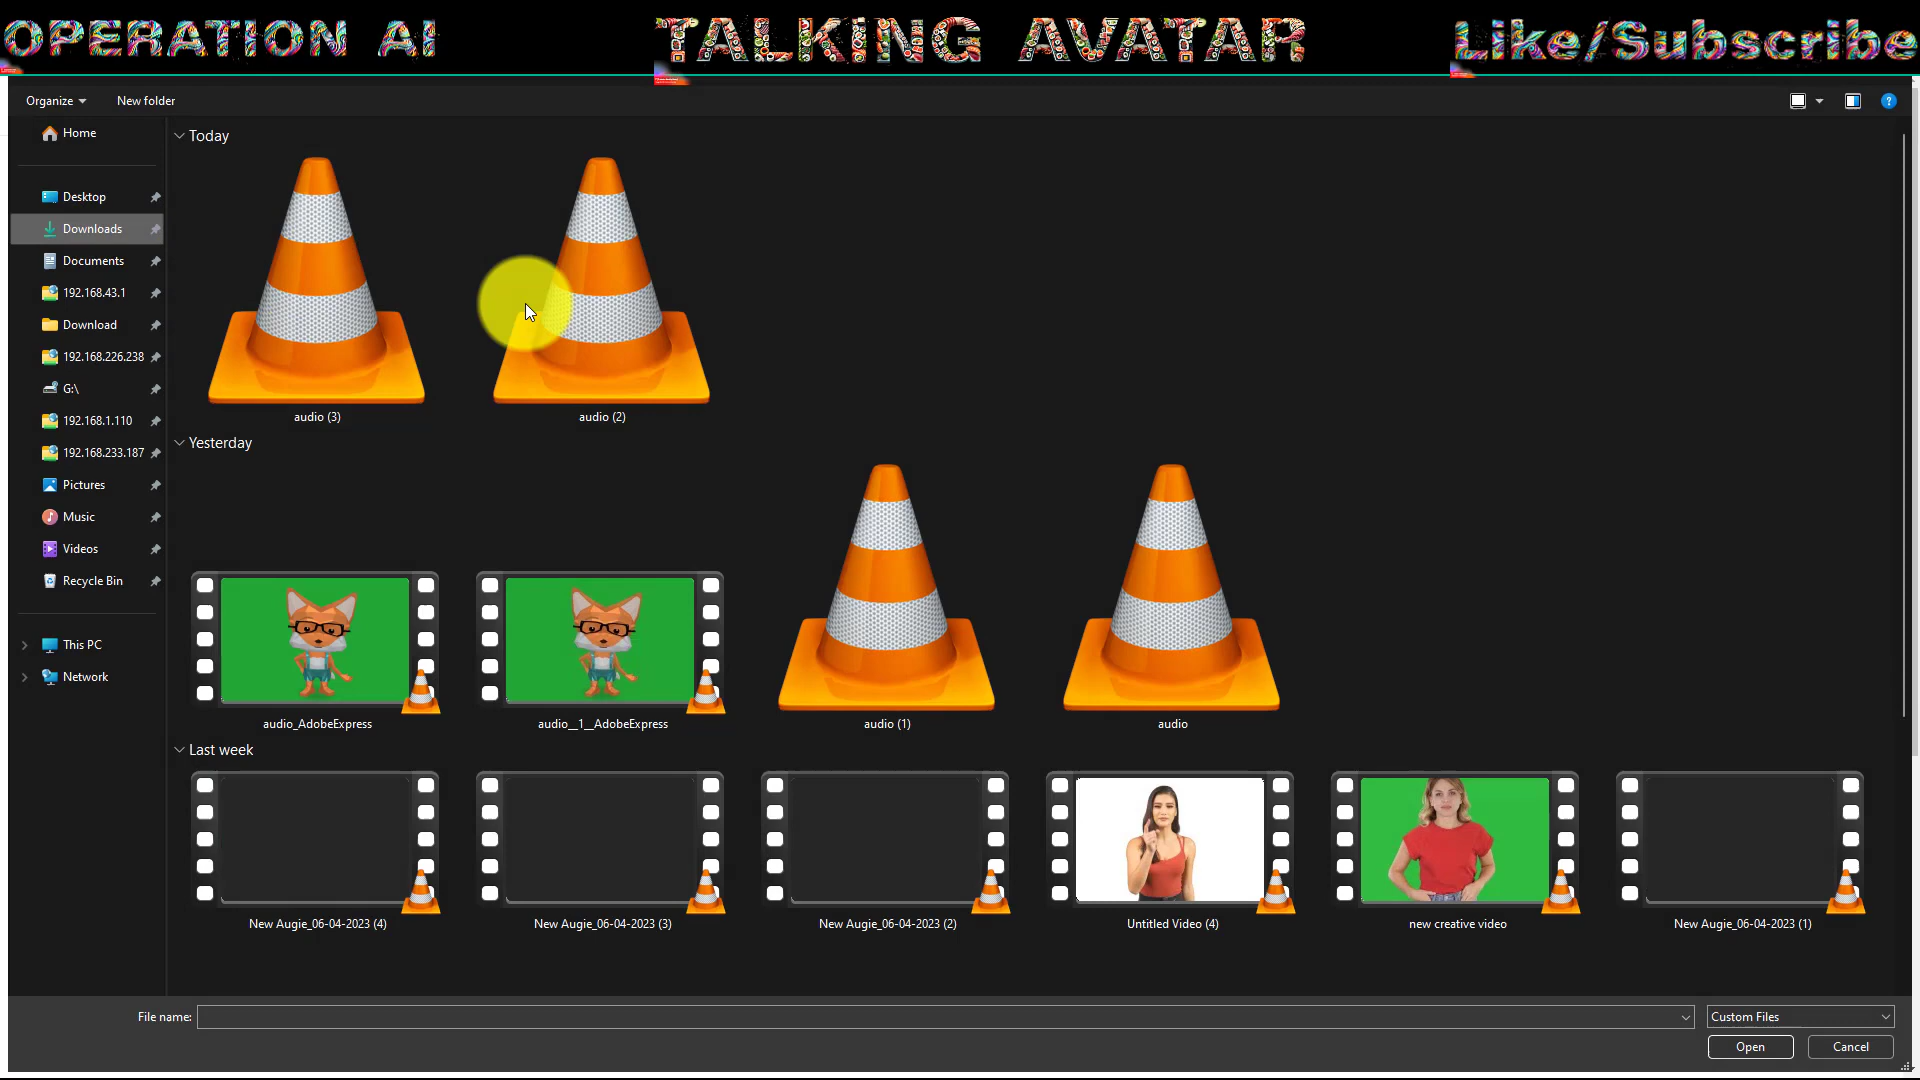 OPERATION AI
TALKING AVATAR
Like/Subscribe
Organize
New folder
Home
Desktop
Downloads
Documents
192.168.43.1
Download
192.168.226.238
G:\
192.168.1.110
192.168.233.187
Pictures
Music
Videos
Recycle Bin
This PC
Network
Today
audio (3)
audio (2)
Yesterday
audio_AdobeExpress
audio__1__AdobeExpress
audio (1)
audio
Last week
New Augie_06-04-2023 (4)
New Augie_06-04-2023 (3)
New Augie_06-04-2023 (2)
Untitled Video (4)
new creative video
New Augie_06-04-2023 (1)
File name:
Custom Files
Open
Cancel